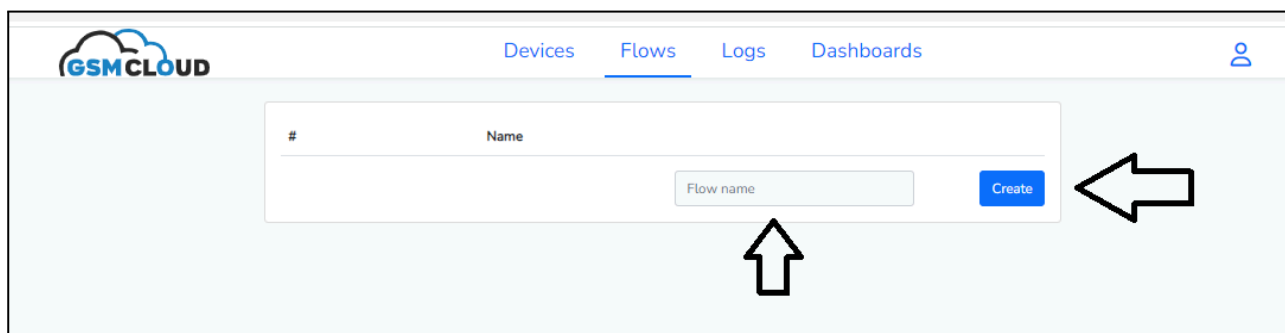 GSMCLOUD
Devices Flows Logs Dashboards
# Name
Flow name Create